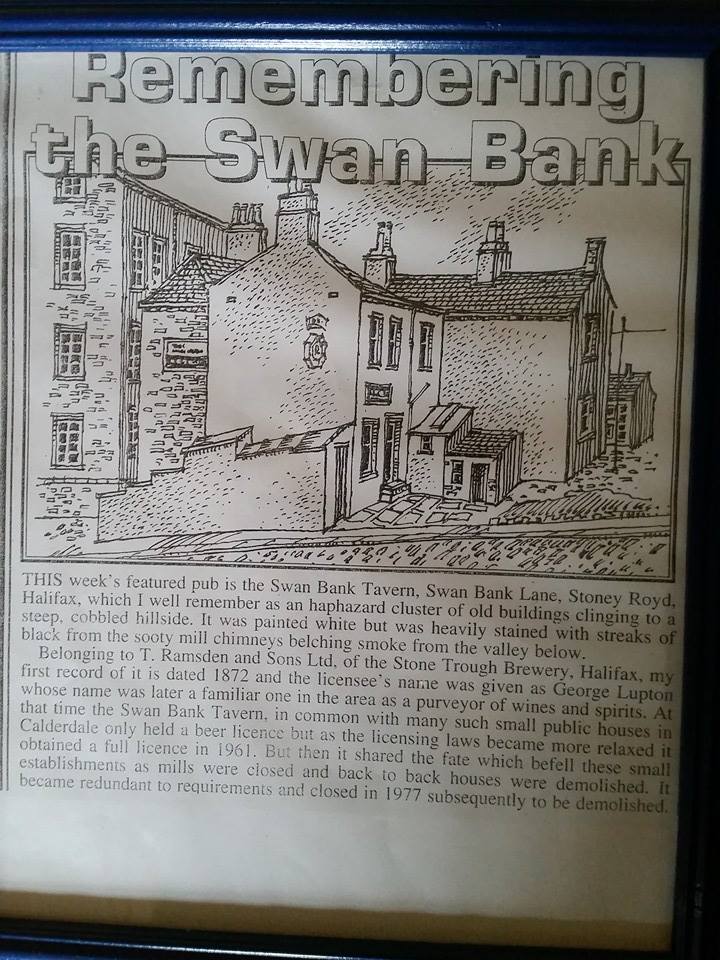 Remembering
the Swan Bank
THIS week's featured pub is the Swan Bank Tavern, Swan Bank Lane, Stoney Royd,
Halifax, which I well remember as an haphazard cluster of old buildings clinging to a
steep, cobbled hillside. It was painted white but was heavily stained with streaks of
black from the sooty mill chimneys belching smoke from the valley below.
Belonging to T. Ramsden and Sons Ltd, of the Stone Trough Brewery, Halifax, my
first record of it is dated 1872 and the licensee's name was given as George Lupton
whose name was later a familiar one in the area as a purveyor of wines and spirits. At
that time the Swan Bank Tavern, in common with many such small public houses in
Calderdale only held a beer licence but as the licensing laws became more relaxed it
obtained a full licence in 1961. But then it shared the fate which befell these small
establishments as mills were closed and back to back houses were demolished. It
became redundant to requirements and closed in 1977 subsequently to be demolished.